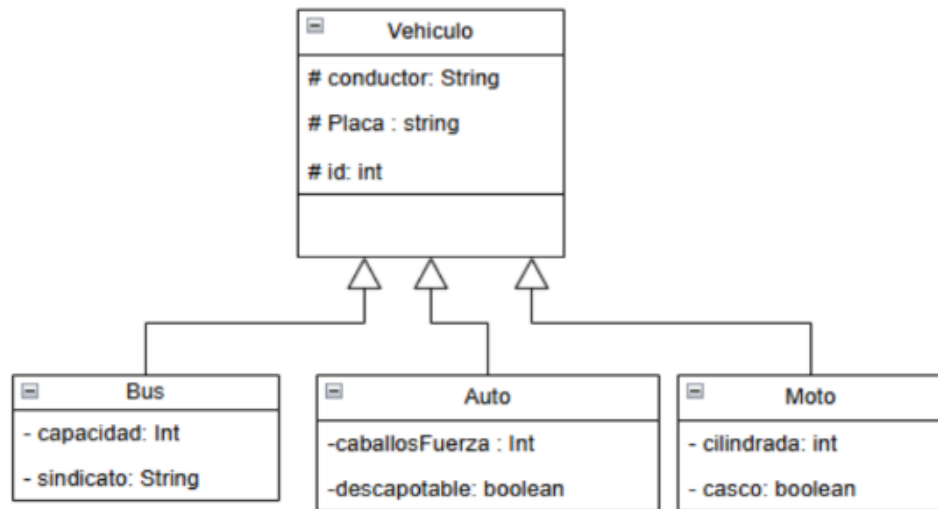 Vehiculo
# conductor: String
# Placa : string
# id: int
Bus
- capacidad: Int
- sindicato: String
Auto
-caballosFuerza : Int
-descapotable: boolean
Moto
- cilindrada: int
- casco: boolean